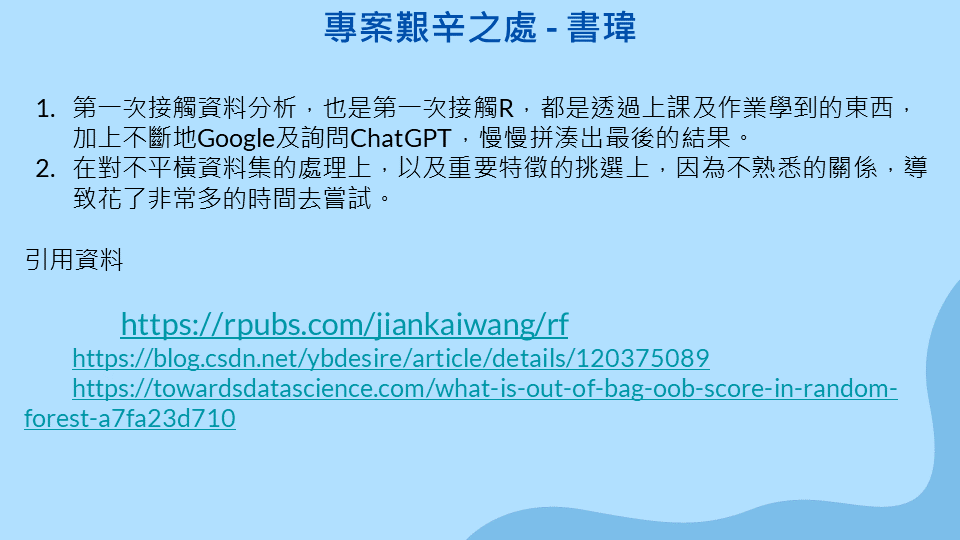 專案艱辛之處 - 書瑋
1. 第一次接觸資料分析，也是第一次接觸R，都是透過上課及作業學到的東西，
加上不斷地Google及詢問ChatGPT，慢慢拼湊出最後的結果。
2. 在對不平橫資料集的處理上，以及重要特徵的挑選上，因為不熟悉的關係，導
致花了非常多的時間去嘗試。
引用資料
https://rpubs.com/jiankaiwang/rf
https://blog.csdn.net/ybdesire/article/details/120375089
https://towardsdatascience.com/what-is-out-of-bag-oob-score-in-random-
forest-a7fa23d710